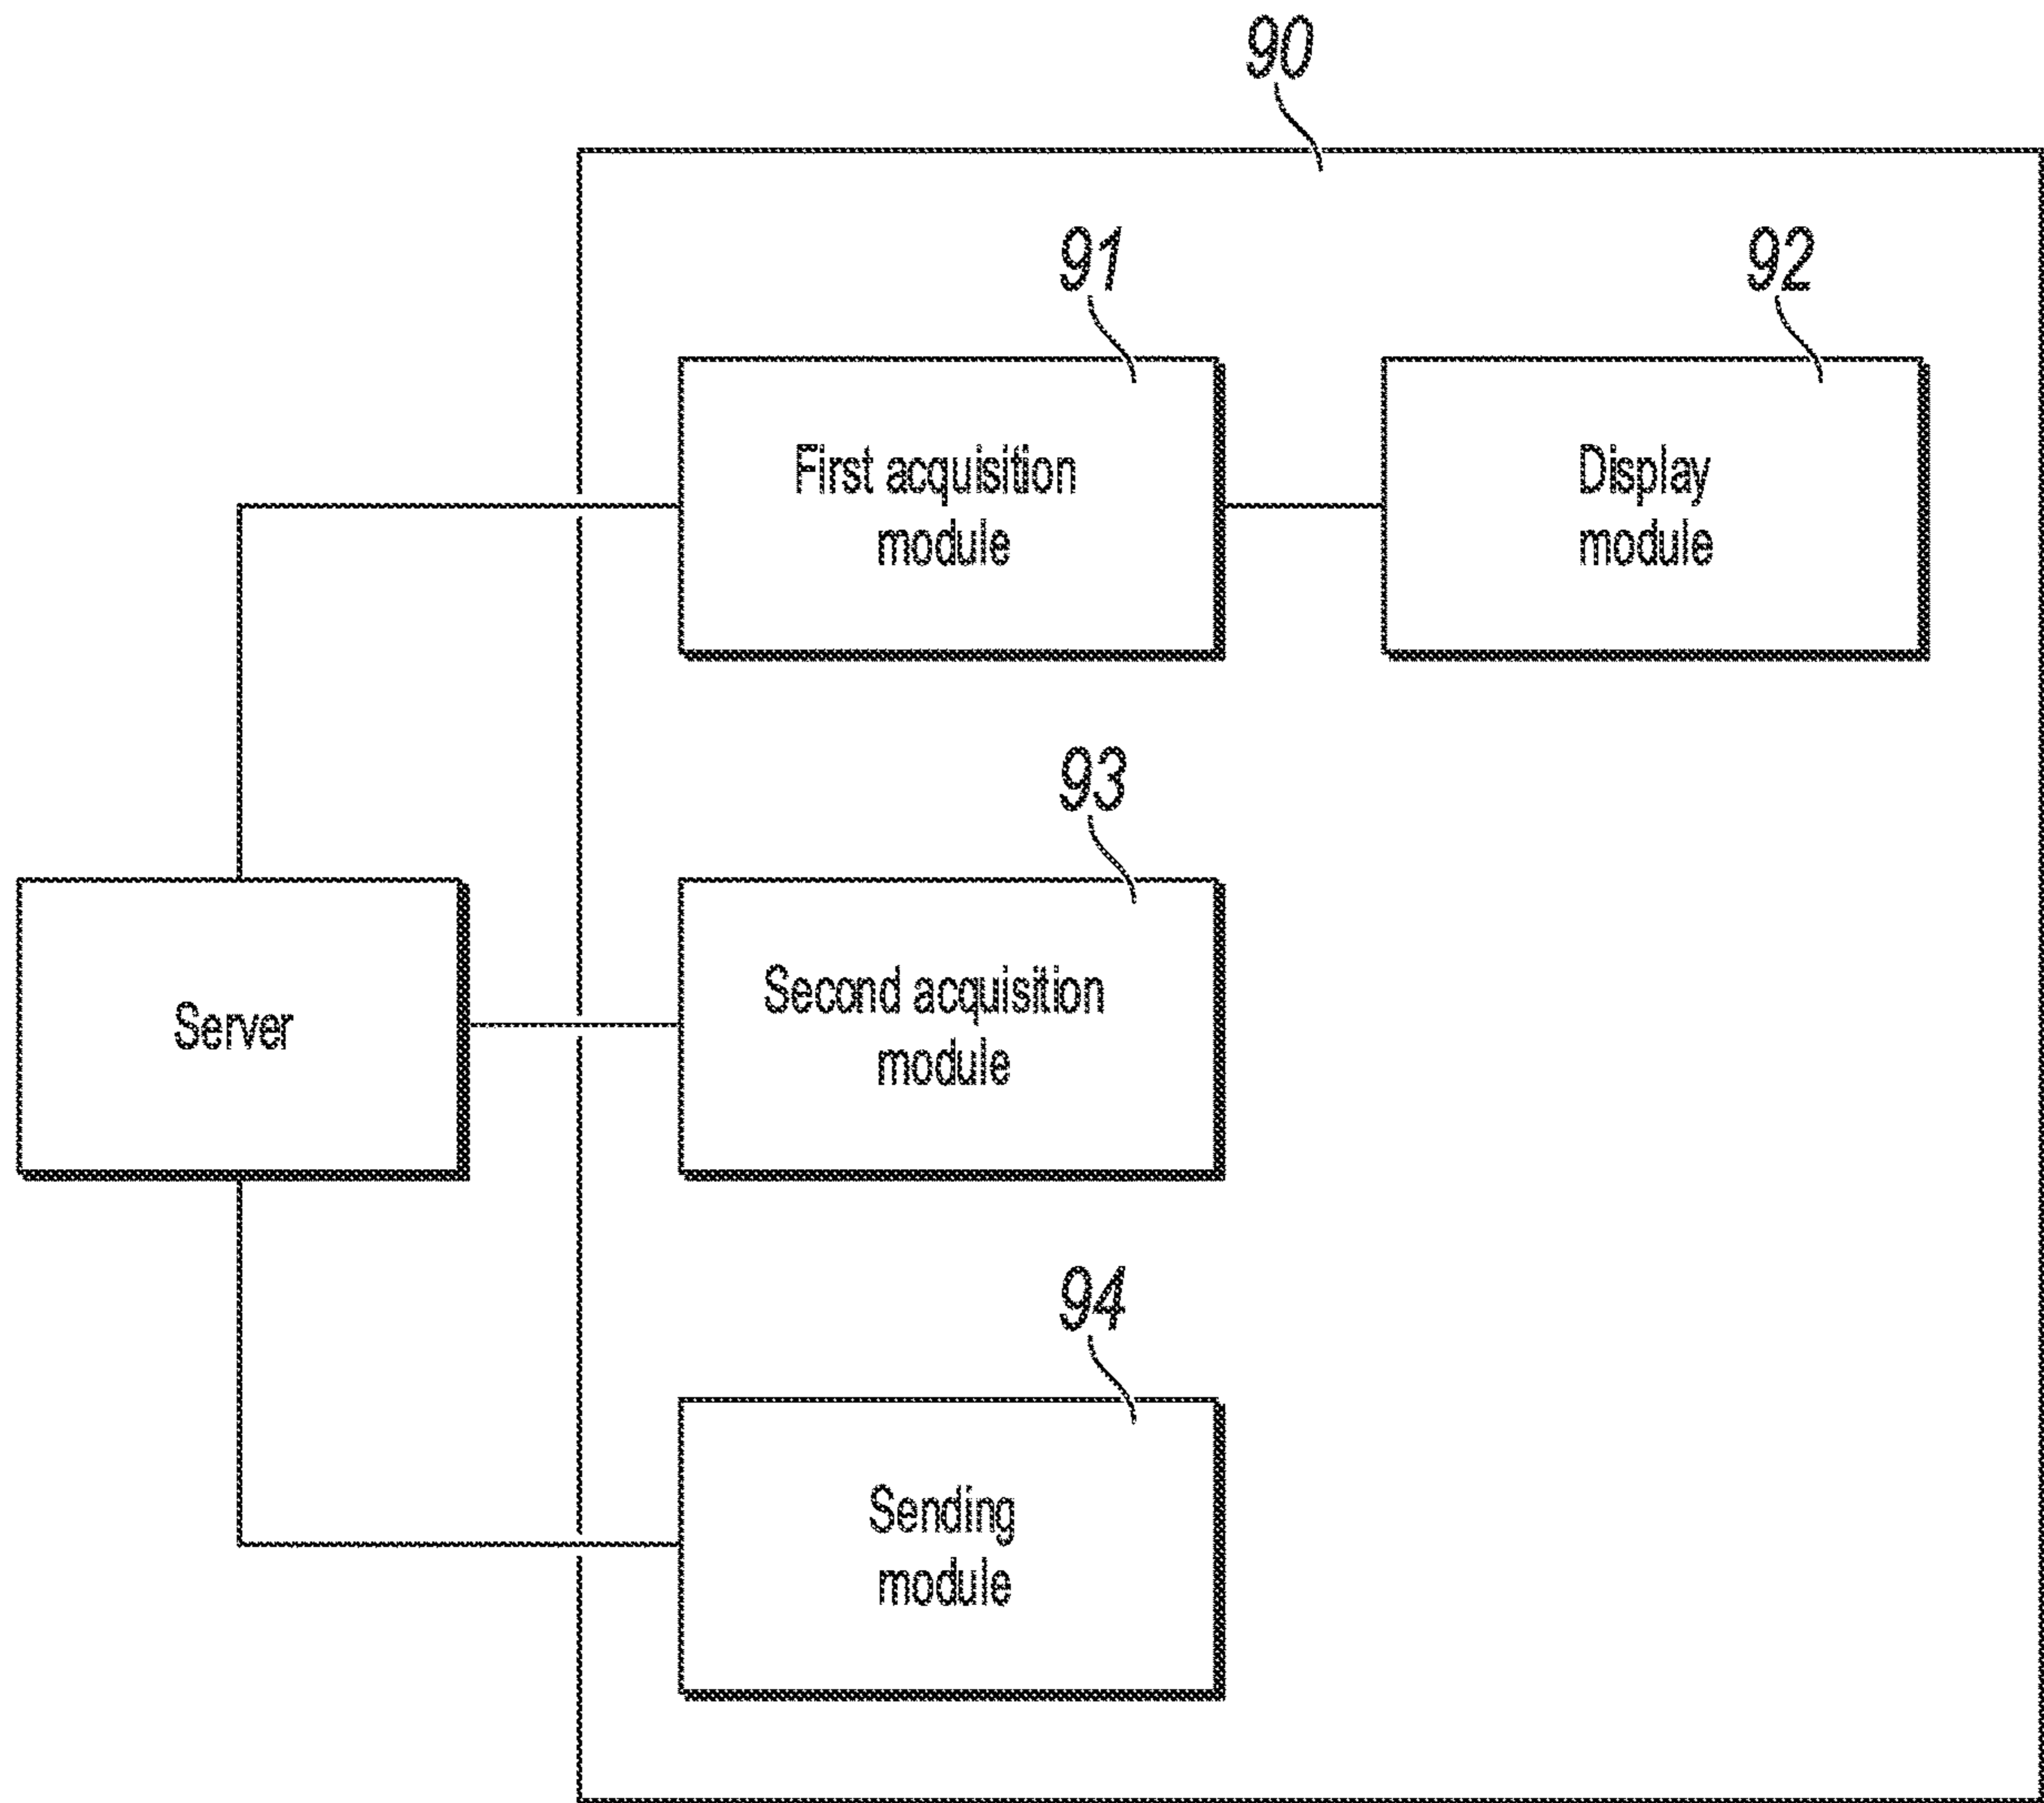 90
91
92
First acquisition
module
Display
module
93
Second acquisition
module
Server
94
Sending
module